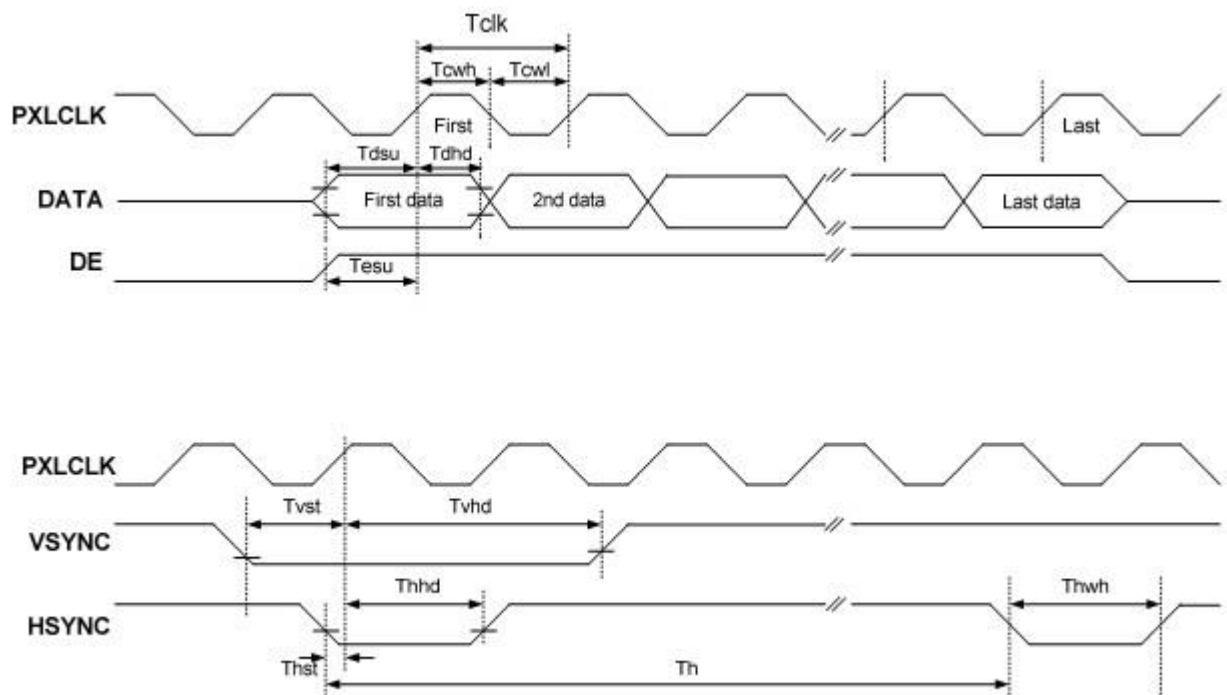 Tclk
Tcwh Tcwl
PXLCLK First Last
Tdsu Tdhd
DATA First data 2nd data Last data
DE
Tesu
PXLCLK
Tvst Tvhd
VSYNC
Thhd Thwh
HSYNC
Thst Th